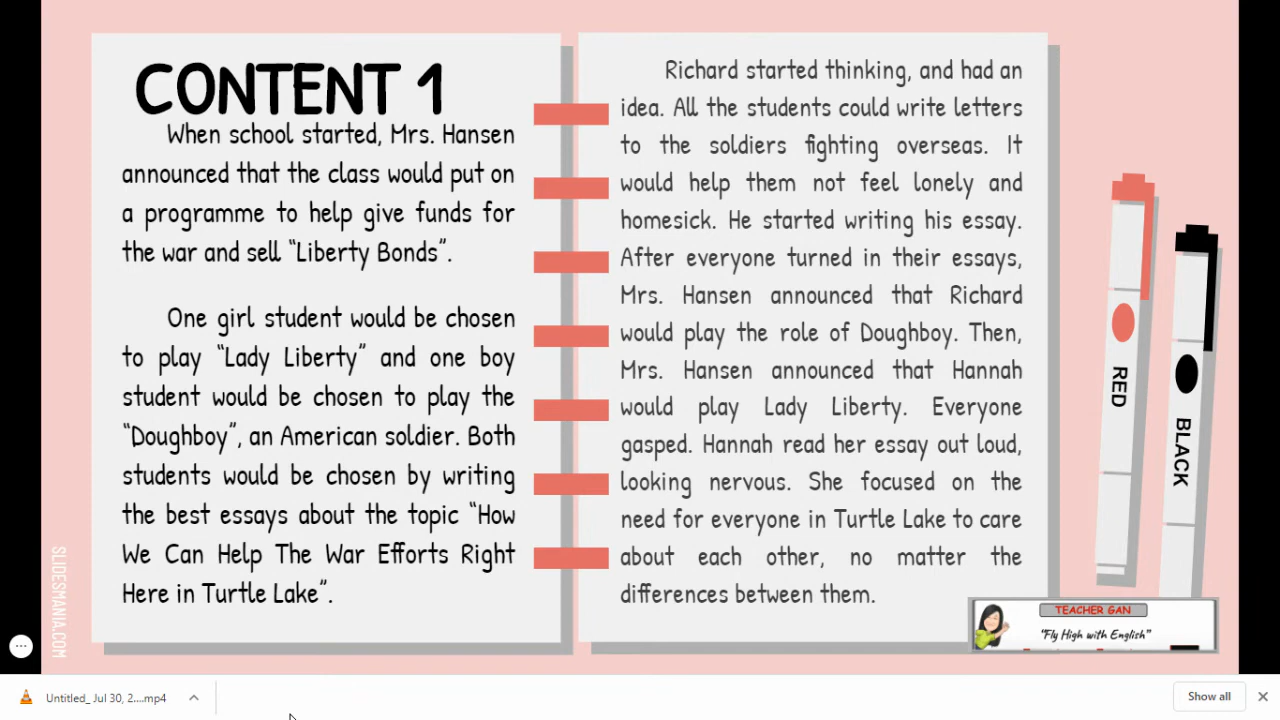 CONTENT 1
When school started, Mrs. Hansen
announced that the class would put on
a programme to help give funds for
the war and sell “Liberty Bonds”.
One girl student would be chosen
to play “Lady Liberty” and one boy
student would be chosen to play the
“Doughboy”, an American soldier. Both
students would be chosen by writing
the best essays about the topic “How
We Can Help The War Efforts Right
Here in Turtle Lake”.
Richard started thinking, and had an
idea. All the students could write letters
to the soldiers fighting overseas. It
would help them not feel lonely and
homesick. He started writing his essay.
After everyone turned in their essays,
Mrs. Hansen announced that Richard
would play the role of Doughboy. Then,
Mrs. Hansen announced that Hannah
would play Lady Liberty. Everyone
gasped. Hannah read her essay out loud,
looking nervous. She focused on the
need for everyone in Turtle Lake to care
about each other, no matter the
differences between them.
RED
BLACK
SLIDESMANIA.COM
TEACHER GAN
“Fly High with English”
Untitled_ Jul 30, 2....mp4
Show all